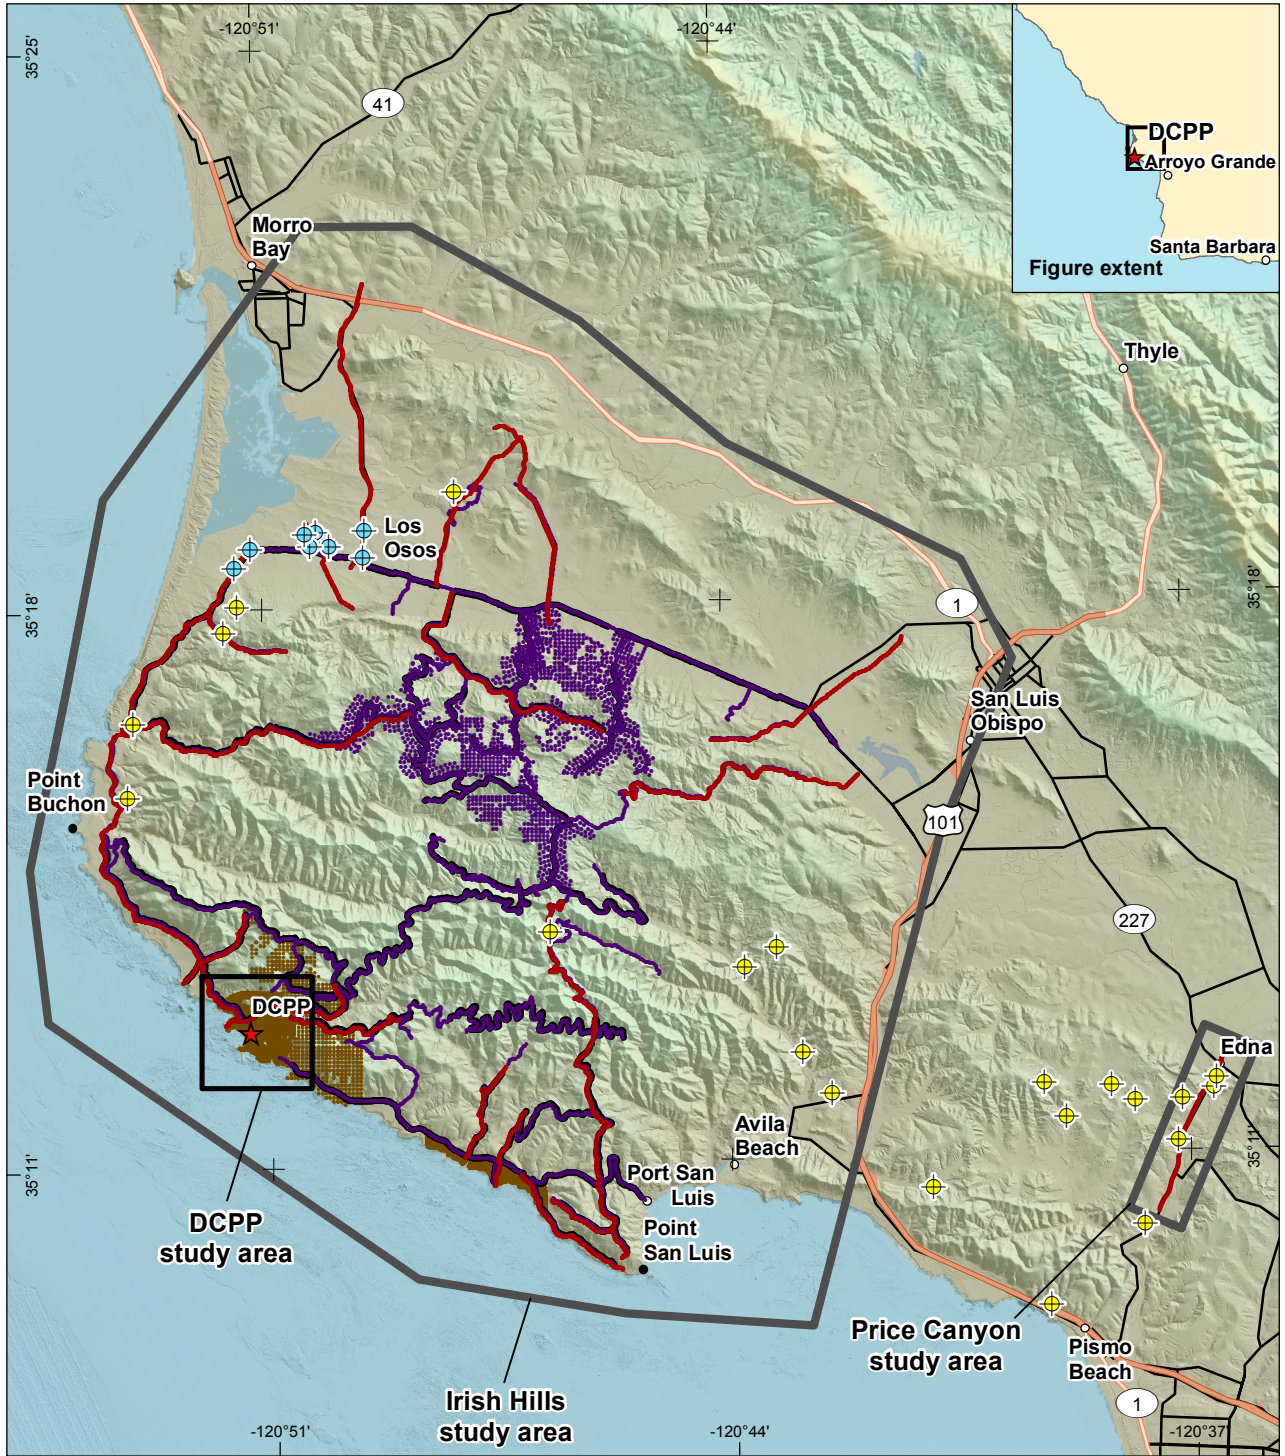 -120°51'
-120°44'
35°25'
41
DCPP
Arroyo Grande
Santa Barbara
Figure extent
Morro
Bay
Thyle
Los
Osos
35°18'
35°18'
1
San Luis
Obispo
Point
Buchon
101
227
DCPP
Edna
Avila
Beach
35°11'
35°11'
Port San
Luis
Point
San Luis
DCPP
study area
Price Canyon
study area
Pismo
Beach
Irish Hills
study area
1
-120°51'
-120°44'
-120°37'